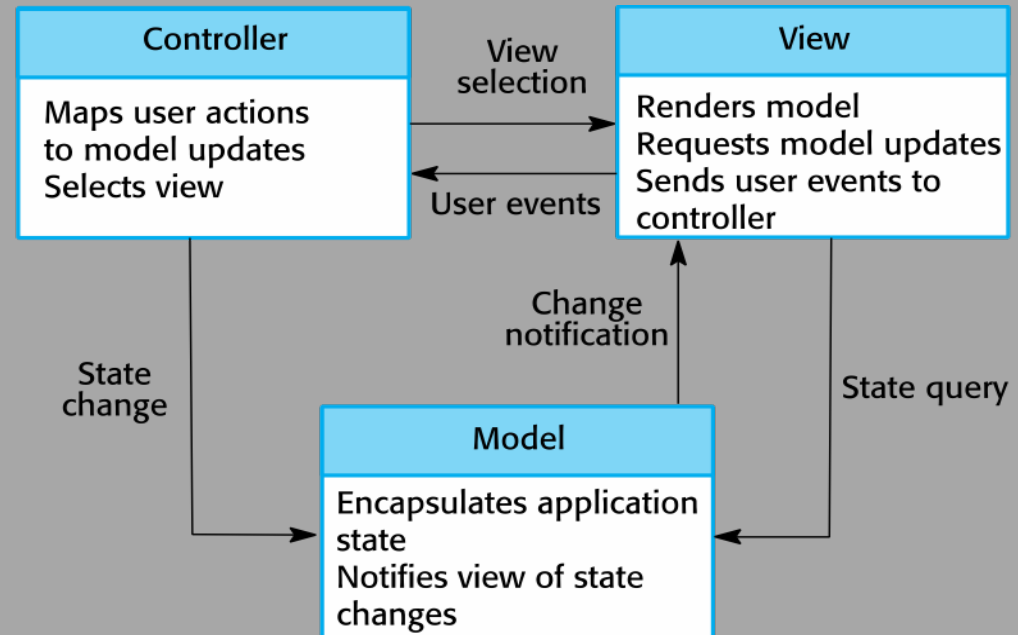 Controller
Maps user actions
to model updates
Selects view
View
selection
User events
View
Renders model
Requests model updates
Sends user events to
controller
State
change
Change
notification
State query
Model
Encapsulates application
state
Notifies view of state
changes